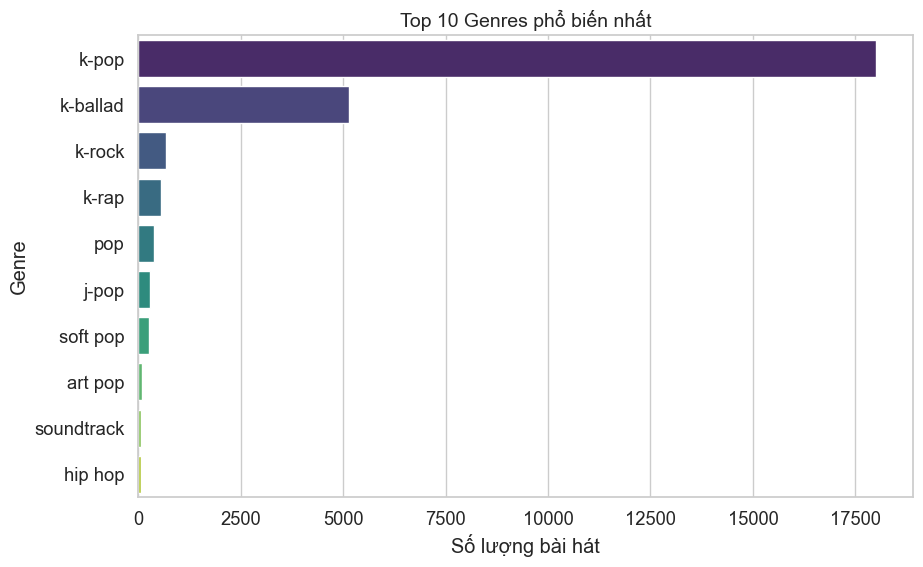 Top 10 Genres phổ biến nhất
k-pop
k-ballad
k-rock
k-rap
pop
j-pop
soft pop
art pop
soundtrack
hip hop
Genre
0 2500 5000 7500 10000 12500 15000 17500
Số lượng bài hát